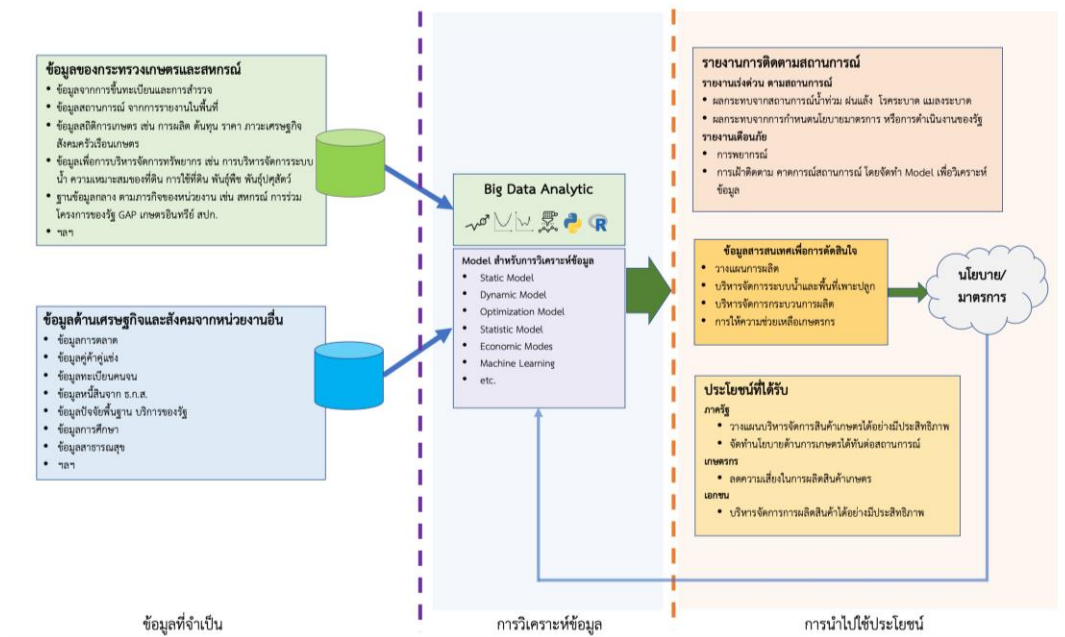 ข้อมูลของกระทรวงเกษตรและสหกรณ์
• ข้อมูลจากการขึ้นทะเบียนและการสำรวจ
• ข้อมูลสถานการณ์ จากการรายงานในพื้นที่
• ข้อมูลสถิติการเกษตร เช่น การผลิต ต้นทุน ราคา ภาวะเศรษฐกิจ
สังคมครัวเรือนเกษตร
• ข้อมูลเพื่อการบริหารจัดการทรัพยากร เช่น การบริหารจัดการระบบ
น้ำ ความเหมาะสมของที่ดิน การใช้ที่ดิน พันธุ์พืช พันธุ์ปศุสัตว์
• ฐานข้อมูลกลาง ตามภารกิจของหน่วยงาน เช่น สหกรณ์ การร่วม
โครงการของรัฐ GAP เกษตรอินทรีย์ สปก.
• ฯลฯ
ข้อมูลด้านเศรษฐกิจและสังคมจากหน่วยงานอื่น
• ข้อมูลการตลาด
• ข้อมูลคู่ค้าคู่แข่ง
• ข้อมูลทะเบียนคนจน
• ข้อมูลหนี้สินจาก ธ.ก.ส.
• ข้อมูลปัจจัยพื้นฐาน บริการของรัฐ
• ข้อมูลการศึกษา
• ข้อมูลสาธารณสุข
• ฯลฯ
ข้อมูลที่จำเป็น
Big Data Analytic
R
Model สำหรับการวิเคราะห์ข้อมูล
• Static Model
• Dynamic Model
• Optimization Model
• Statistic Model
• Economic Modes
• Machine Learning
• etc.
การวิเคราะห์ข้อมูล
รายงานการติดตามสถานการณ์
รายงานเร่งด่วน ตามสถานการณ์
• ผลกระทบจากสถานการณ์น้ำท่วม ฝนแล้ง โรคระบาด แมลงระบาด
• ผลกระทบจากการกำหนดนโยบายมาตรการ หรือการดำเนินงานของรัฐ
รายงานเตือนภัย
• การพยากรณ์
• การเฝ้าติดตาม คาดการณ์สถานการณ์ โดยจัดทำ Model เพื่อวิเคราะห์
ข้อมูล
ข้อมูลสารสนเทศเพื่อการตัดสินใจ
• วางแผนการผลิต
• บริหารจัดการระบบน้ำและพื้นที่เพาะปลูก
• บริหารจัดการกระบวนการผลิต
• การให้ความช่วยเหลือเกษตรกร
นโยบาย/
มาตรการ
ประโยชน์ที่ได้รับ
ภาครัฐ
• วางแผนบริหารจัดการสินค้าเกษตรได้อย่างมีประสิทธิภาพ
• จัดทำนโยบายด้านการเกษตรได้ทันต่อสถานการณ์
เกษตรกร
• ลดความเสี่ยงในการผลิตสินค้าเกษตร
เอกชน
• บริหารจัดการการผลิตสินค้าได้อย่างมีประสิทธิภาพ
การนำไปใช้ประโยชน์